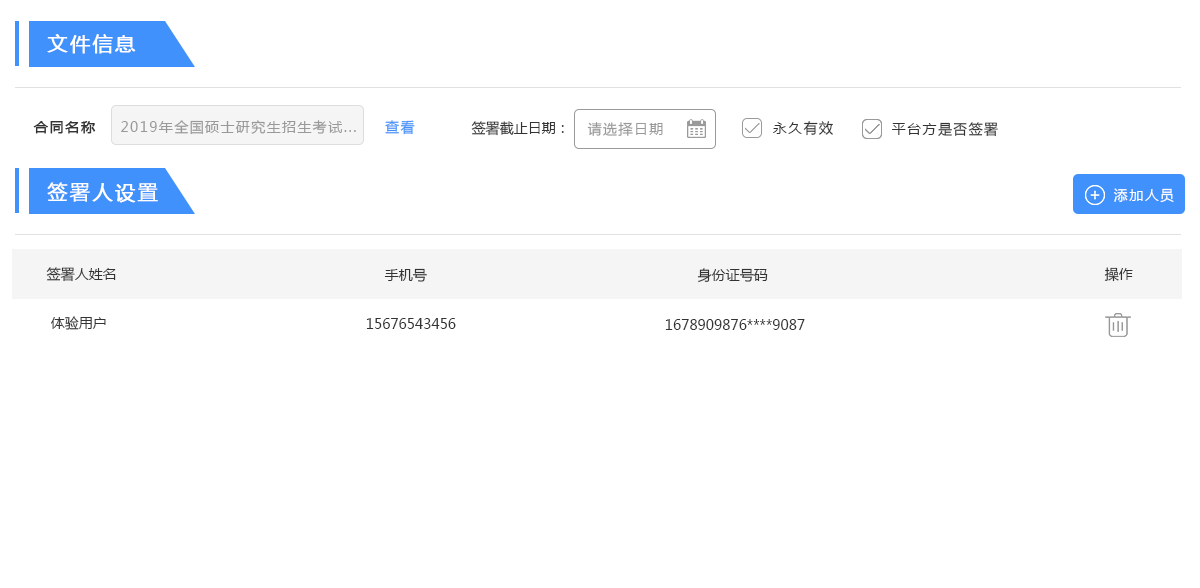 文件信息
合同名称 2019年全国硕士研究生招生考试... 查看 签署截止日期： 请选择日期 永久有效 平台方是否签署
签署人设置 添加人员
签署人姓名 手机号 身份证号码 操作
体验用户 15676543456 1678909876****9087